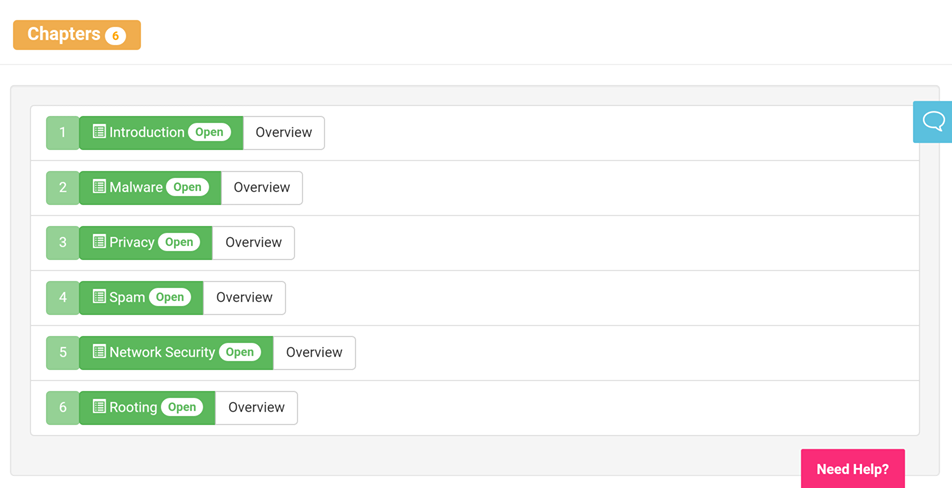 Chapters 6
1 Introduction Open Overview
2 Malware Open Overview
3 Privacy Open Overview
4 Spam Open Overview
5 Network Security Open Overview
6 Rooting Open Overview
Need Help?